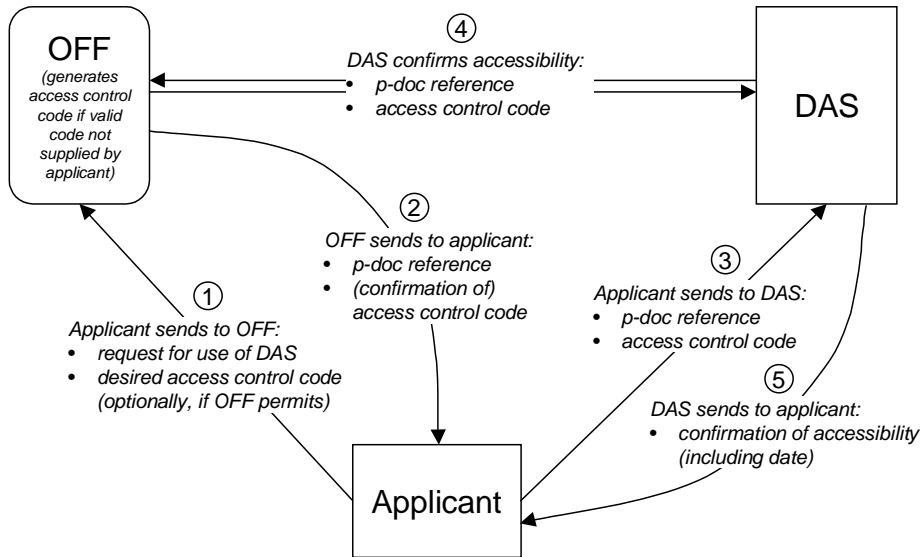 OFF
(generates
access control
code if valid
code not
supplied by
applicant)
4
DAS confirms accessibility:
• p-doc reference
• access control code
DAS
2
OFF sends to applicant:
• p-doc reference
• (confirmation of)
access control code
3
Applicant sends to DAS:
• p-doc reference
• access control code
1
Applicant sends to OFF:
• request for use of DAS
• desired access control code
(optionally, if OFF permits)
5
DAS sends to applicant:
• confirmation of accessibility
(including date)
Applicant